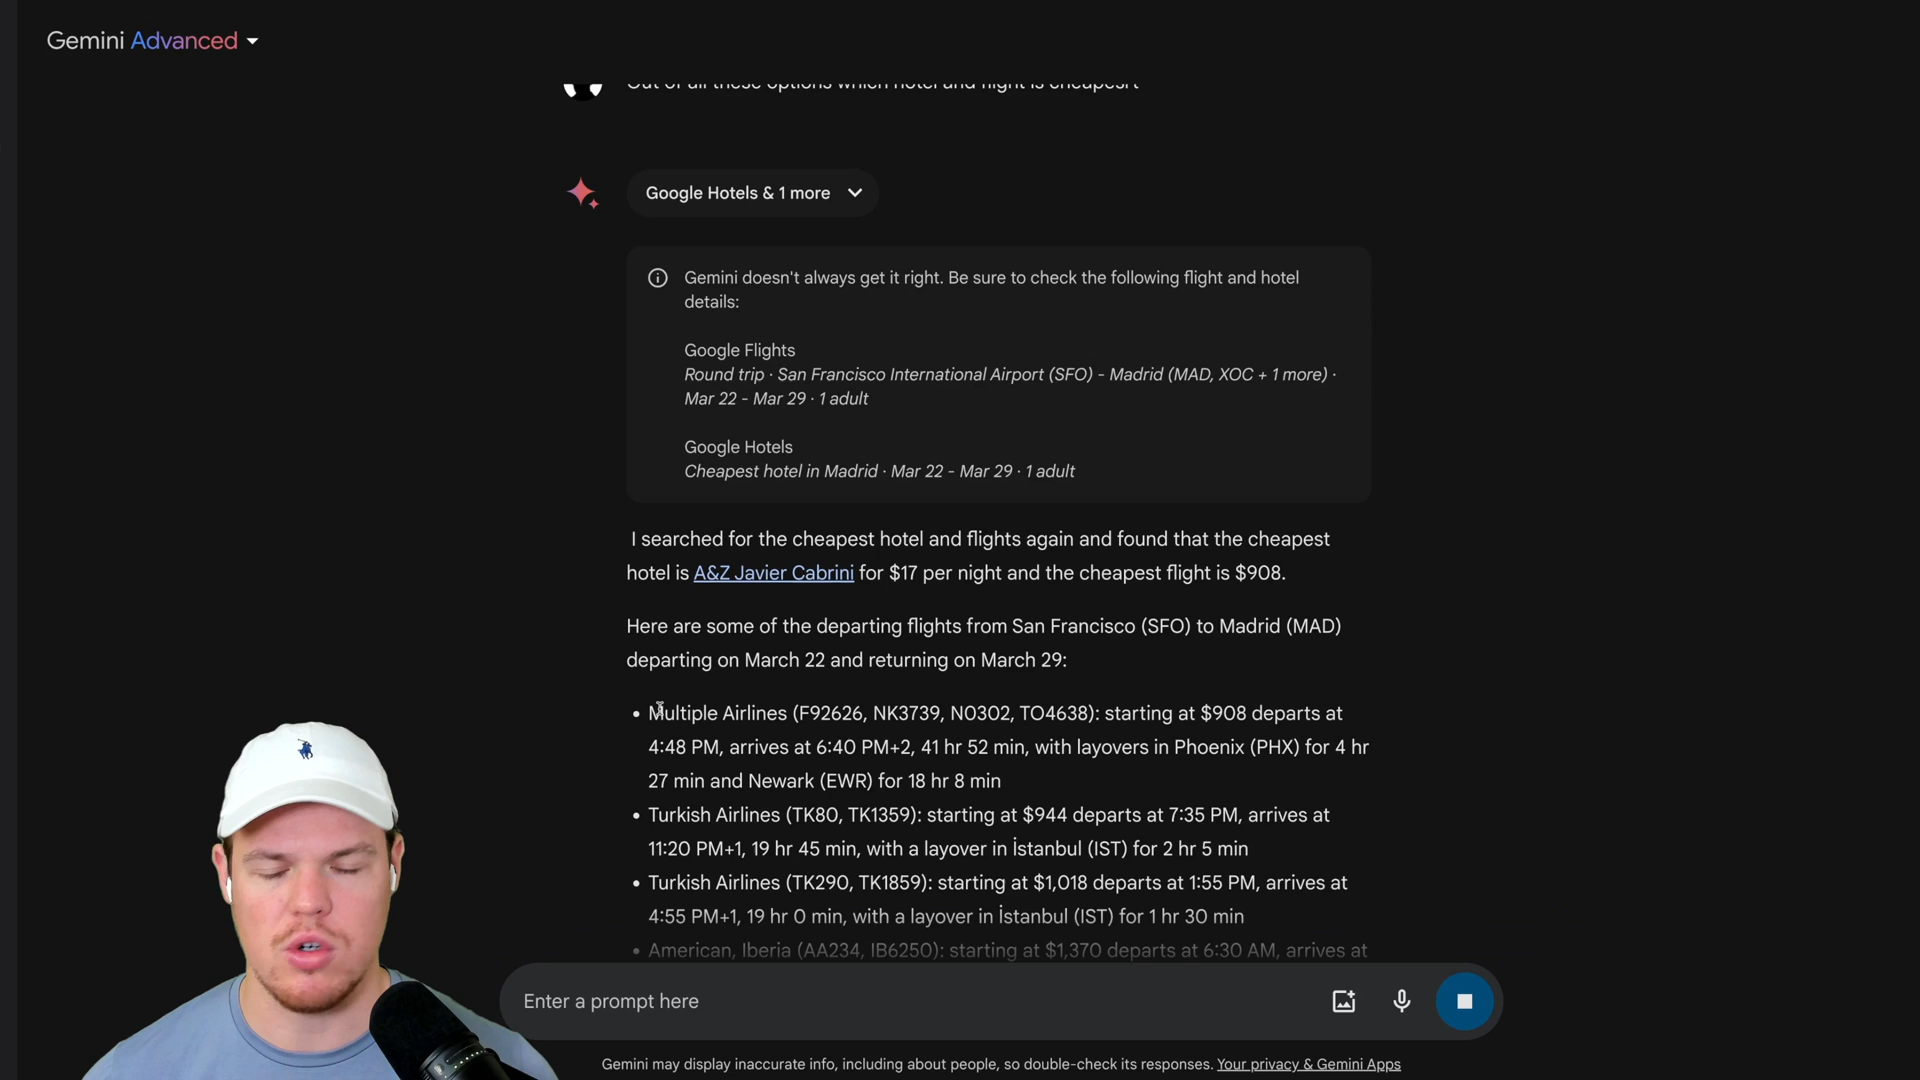 Gemini Advanced
Out of all these options which hotel and flight is cheapest
Google Hotels & 1 more
Gemini doesn't always get it right. Be sure to check the following flight and hotel
details:
Google Flights
Round trip · San Francisco International Airport (SFO) - Madrid (MAD, XOC + 1 more) ·
Mar 22 - Mar 29 · 1 adult
Google Hotels
Cheapest hotel in Madrid · Mar 22 - Mar 29 · 1 adult
I searched for the cheapest hotel and flights again and found that the cheapest
hotel is A&Z Javier Cabrini for $17 per night and the cheapest flight is $908.
Here are some of the departing flights from San Francisco (SFO) to Madrid (MAD)
departing on March 22 and returning on March 29:
• Multiple Airlines (F92626, NK3739, N0302, TO4638): starting at $908 departs at
4:48 PM, arrives at 6:40 PM+2, 41 hr 52 min, with layovers in Phoenix (PHX) for 4 hr
27 min and Newark (EWR) for 18 hr 8 min
• Turkish Airlines (TK80, TK1359): starting at $944 departs at 7:35 PM, arrives at
11:20 PM+1, 19 hr 45 min, with a layover in İstanbul (IST) for 2 hr 5 min
• Turkish Airlines (TK290, TK1859): starting at $1,018 departs at 1:55 PM, arrives at
4:55 PM+1, 19 hr 0 min, with a layover in İstanbul (IST) for 1 hr 30 min
• American, Iberia (AA234, IB6250): starting at $1,370 departs at 6:30 AM, arrives at
Enter a prompt here
Gemini may display inaccurate info, including about people, so double-check its responses. Your privacy & Gemini Apps